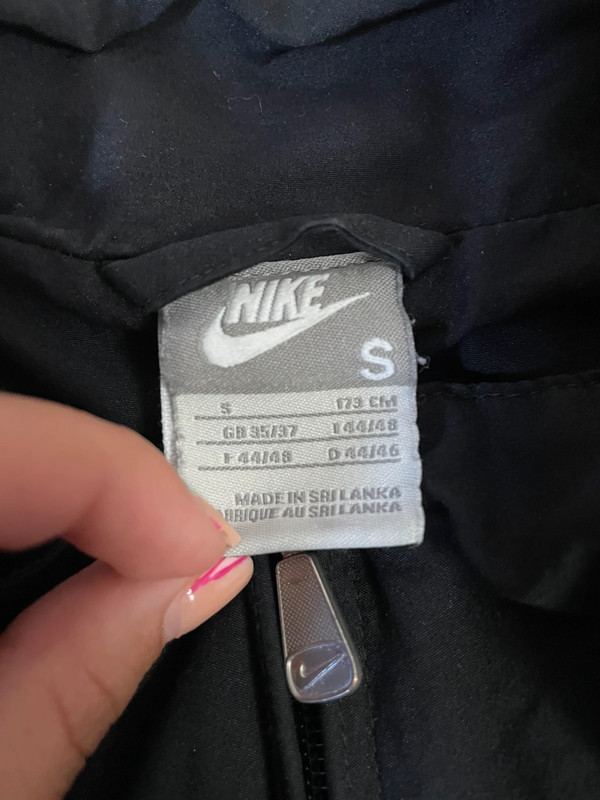 NIKE
S
S 173 CM
GB 35/37 I 44/48
F 44/48 D 44/46
MADE IN SRI LANKA
AU SRI LANKA